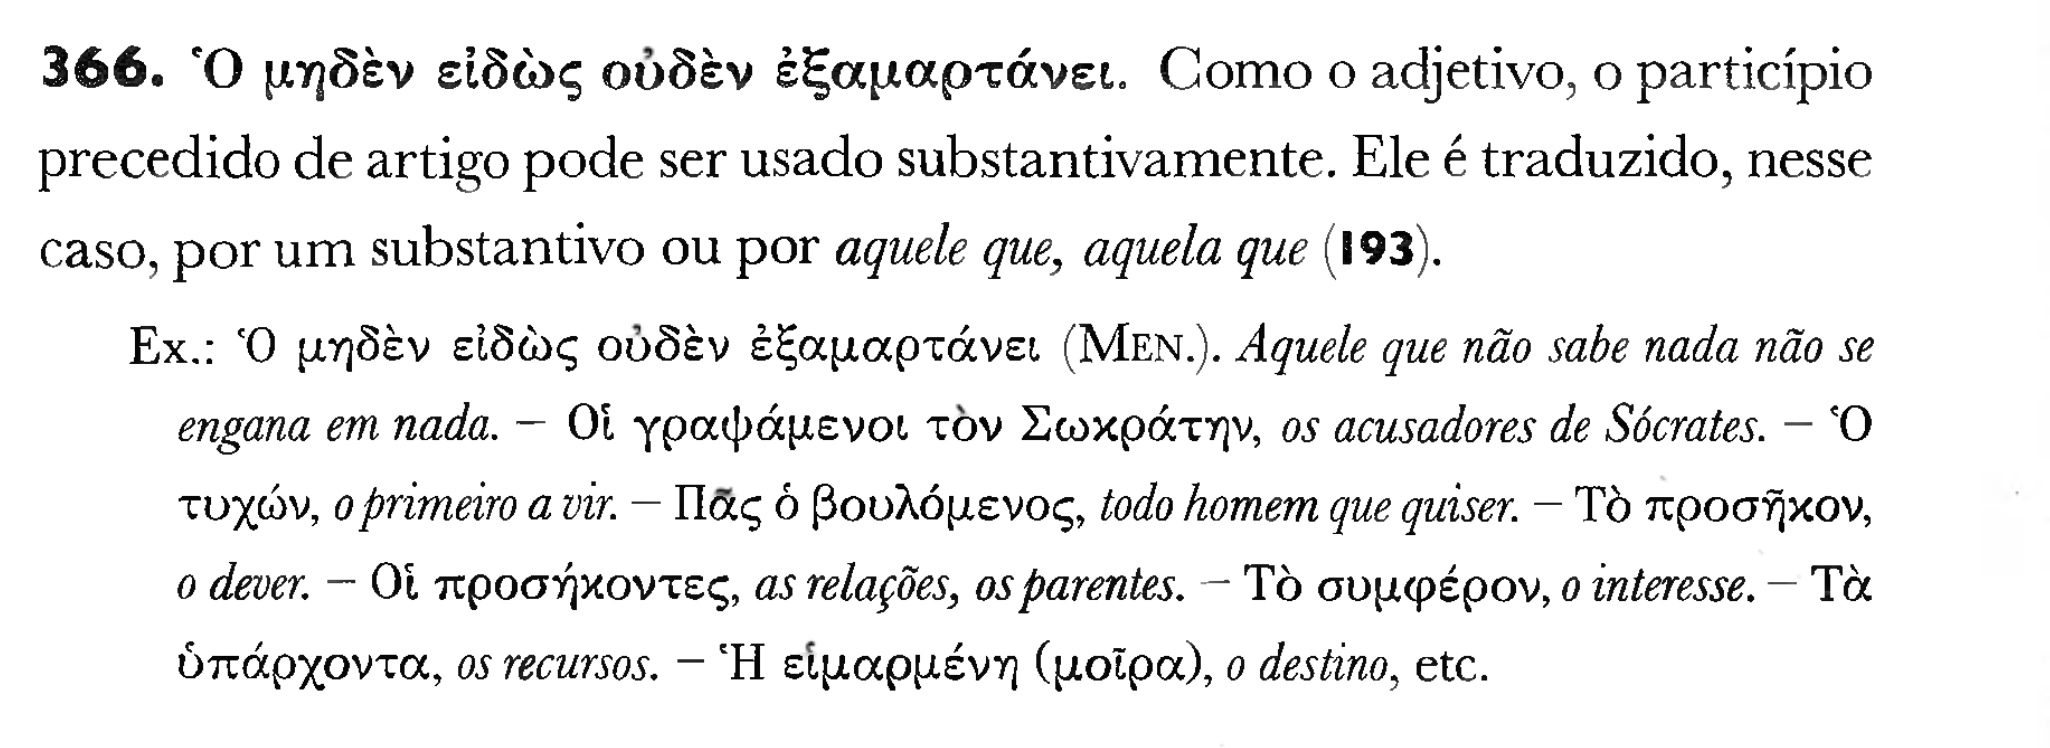 366. Ὁ μηδὲν εἰδὼς οὐδὲν ἐξαμαρτάνει. Como o adjetivo, o particípio
precedido de artigo pode ser usado substantivamente. Ele é traduzido, nesse
caso, por um substantivo ou por aquele que, aquela que (193).
Ex.: Ὁ μηδὲν εἰδὼς οὐδὲν ἐξαμαρτάνει (MEN.). Aquele que não sabe nada não se
engana em nada. – Οἱ γραψάμενοι τὸν Σωκράτην, os acusadores de Sócrates. – Ὁ
τυχών, o primeiro a vir. – Πᾶς ὁ βουλόμενος, todo homem que quiser. – Τὸ προσῆκον,
o dever. – Οἱ προσήκοντες, as relações, os parentes. – Τὸ συμφέρον, o interesse. – Τὰ
ὑπάρχοντα, os recursos. – Ἡ εἱμαρμένη (μοῖρα), o destino, etc.